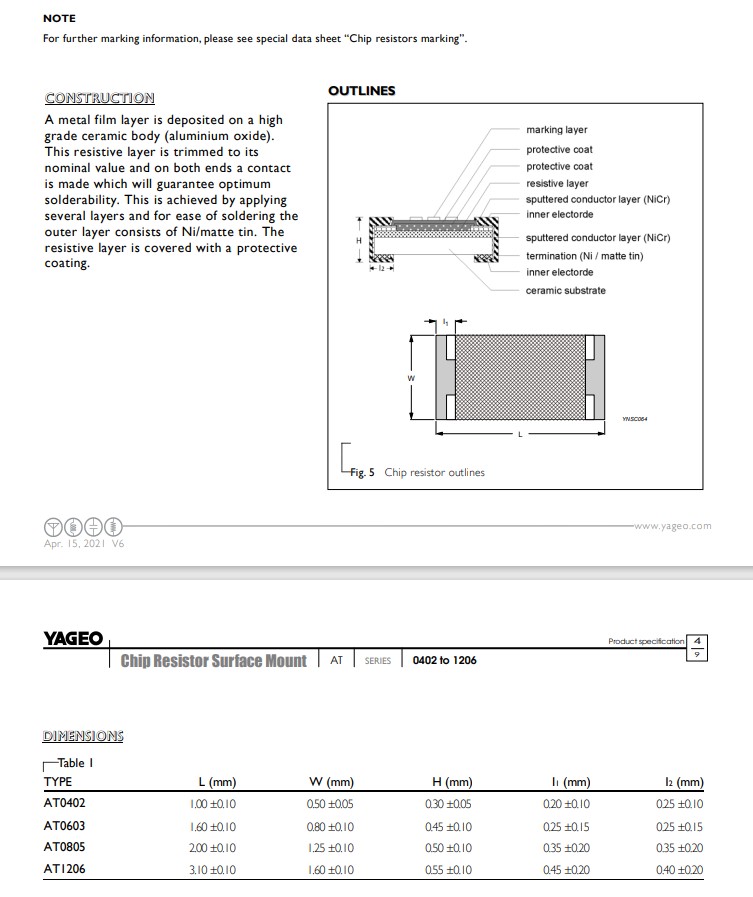 NOTE
For further marking information, please see special data sheet “Chip resistors marking”.
CONSTRUCTION
A metal film layer is deposited on a high
grade ceramic body (aluminium oxide).
This resistive layer is trimmed to its
nominal value and on both ends a contact
is made which will guarantee optimum
solderability. This is achieved by applying
several layers and for ease of soldering the
outer layer consists of Ni/matte tin. The
resistive layer is covered with a protective
coating.
OUTLINES
marking layer
protective coat
protective coat
resistive layer
sputtered conductor layer (NiCr)
inner electorde
sputtered conductor layer (NiCr)
termination (Ni / matte tin)
inner electorde
ceramic substrate
H
I₂
I₁
W
L
YNSC064
Fig. 5 Chip resistor outlines
www.yageo.com
Apr. 15, 2021 V6
YAGEO
Product specification 4
9
Chip Resistor Surface Mount AT SERIES 0402 to 1206
DIMENSIONS
Table 1
TYPE L (mm) W (mm) H (mm) I₁ (mm) I₂ (mm)
AT0402 1.00 ±0.10 0.50 ±0.05 0.30 ±0.05 0.20 ±0.10 0.25 ±0.10
AT0603 1.60 ±0.10 0.80 ±0.10 0.45 ±0.10 0.25 ±0.15 0.25 ±0.15
AT0805 2.00 ±0.10 1.25 ±0.10 0.50 ±0.10 0.35 ±0.20 0.35 ±0.20
AT1206 3.10 ±0.10 1.60 ±0.10 0.55 ±0.10 0.45 ±0.20 0.40 ±0.20